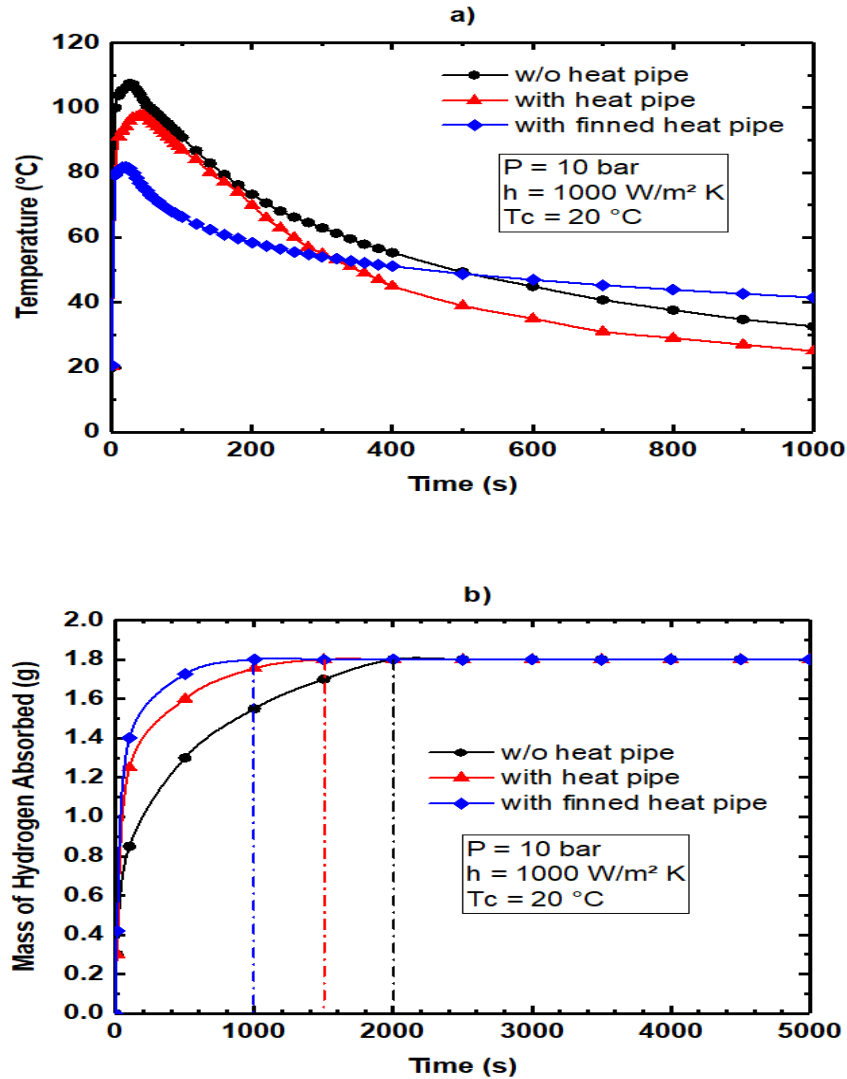 a)
120
100
80
60
40
20
0
Temperature (°C)
w/o heat pipe
with heat pipe
with finned heat pipe
P = 10 bar
h = 1000 W/m² K
Tc = 20 °C
0 200 400 600 800 1000
Time (s)
b)
2.0
1.8
1.6
1.4
1.2
1.0
0.8
0.6
0.4
0.2
0.0
Mass of Hydrogen Absorbed (g)
w/o heat pipe
with heat pipe
with finned heat pipe
P = 10 bar
h = 1000 W/m² K
Tc = 20 °C
0 1000 2000 3000 4000 5000
Time (s)